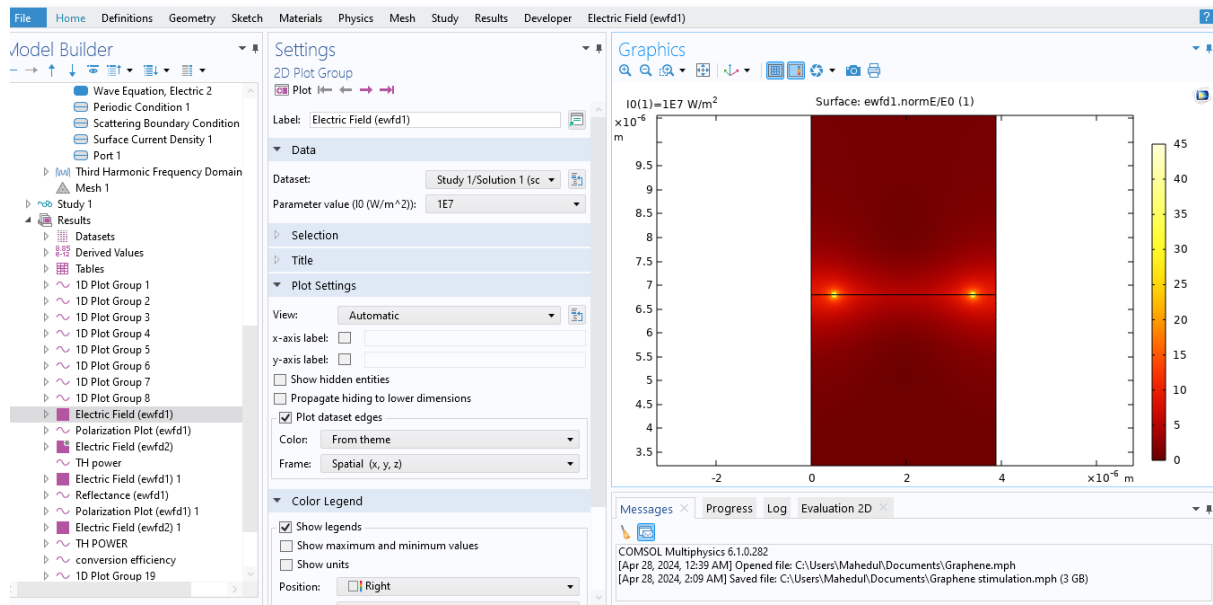 File Home Definitions Geometry Sketch Materials Physics Mesh Study Results Developer Electric Field (ewfd1) ?
Model Builder
Wave Equation, Electric 2
Periodic Condition 1
Scattering Boundary Condition
Surface Current Density 1
Port 1
Third Harmonic Frequency Domain
Mesh 1
Study 1
Results
Datasets
8.85 e-12 Derived Values
Tables
1D Plot Group 1
1D Plot Group 2
1D Plot Group 3
1D Plot Group 4
1D Plot Group 5
1D Plot Group 6
1D Plot Group 7
1D Plot Group 8
Electric Field (ewfd1)
Polarization Plot (ewfd1)
Electric Field (ewfd2)
TH power
Electric Field (ewfd1) 1
Reflectance (ewfd1)
Polarization Plot (ewfd1) 1
Electric Field (ewfd2) 1
TH POWER
conversion efficiency
1D Plot Group 19
Settings
2D Plot Group
Plot
Label: Electric Field (ewfd1)
Data
Dataset: Study 1/Solution 1 (sc
Parameter value (I0 (W/m^2)): 1E7
Selection
Title
Plot Settings
View: Automatic
x-axis label:
y-axis label:
Show hidden entities
Propagate hiding to lower dimensions
Plot dataset edges
Color: From theme
Frame: Spatial (x, y, z)
Color Legend
Show legends
Show maximum and minimum values
Show units
Position: Right
Graphics
I0(1)=1E7 W/m² Surface: ewfd1.normE/E0 (1)
×10⁻⁶
m
9.5
9
8.5
8
7.5
7
6.5
6
5.5
5
4.5
4
3.5
-2 0 2 4 ×10⁻⁶ m
45
40
35
30
25
20
15
10
5
0
Messages Progress Log Evaluation 2D
COMSOL Multiphysics 6.1.0.282
[Apr 28, 2024, 12:39 AM] Opened file: C:\Users\Mahedul\Documents\Graphene.mph
[Apr 28, 2024, 2:09 AM] Saved file: C:\Users\Mahedul\Documents\Graphene stimulation.mph (3 GB)